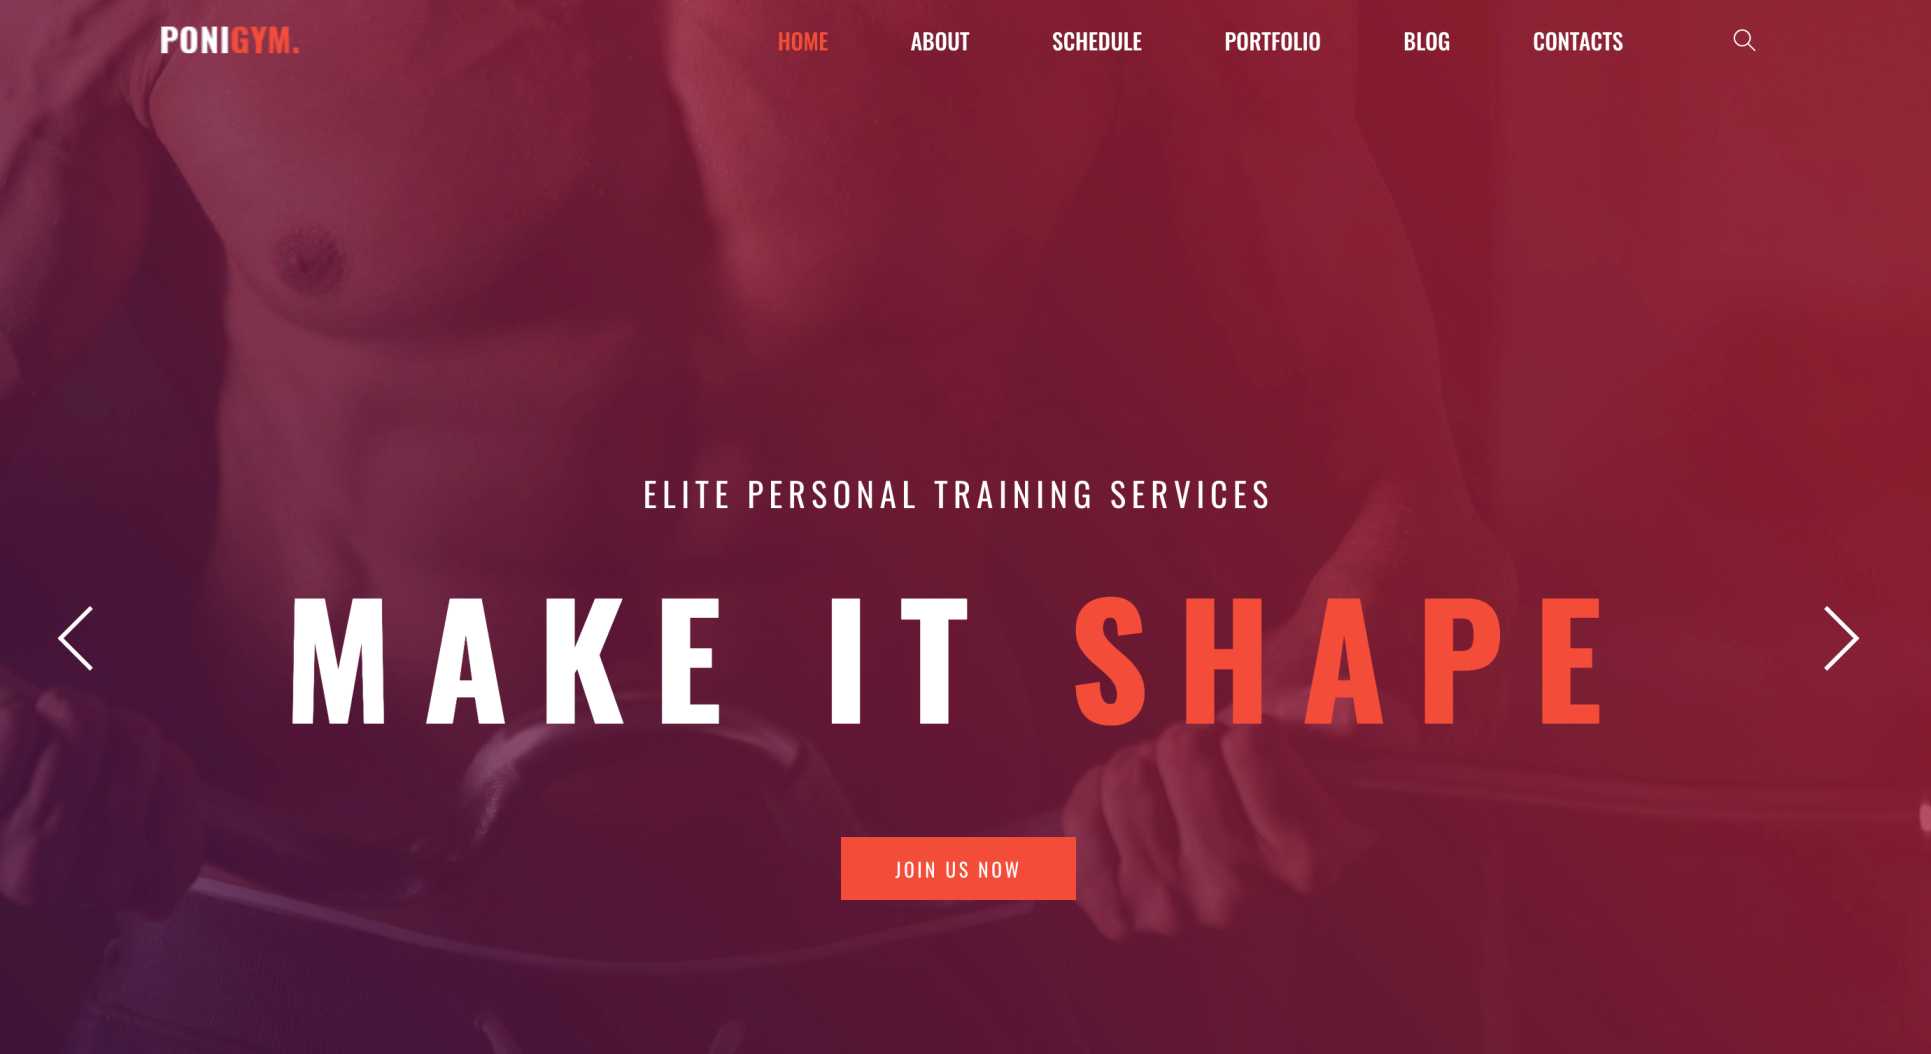 PONIGYM.
HOME ABOUT SCHEDULE PORTFOLIO BLOG CONTACTS
ELITE PERSONAL TRAINING SERVICES
MAKE IT SHAPE
JOIN US NOW